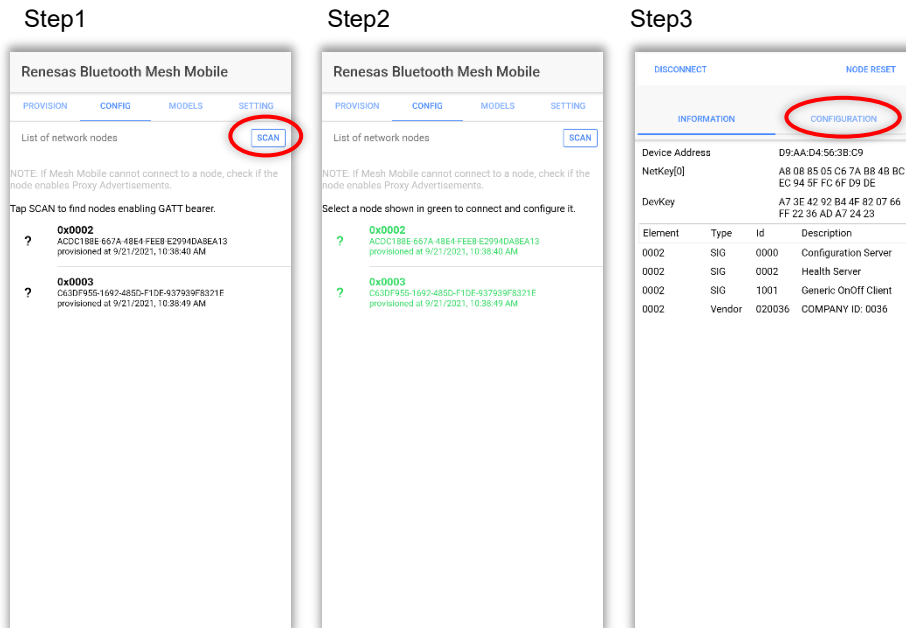 Step1
Step2
Step3
Renesas Bluetooth Mesh Mobile
PROVISION CONFIG MODELS SETTING
List of network nodes SCAN
NOTE: If Mesh Mobile cannot connect to a node, check if the
node enables Proxy Advertisements.
Tap SCAN to find nodes enabling GATT bearer.
0x0002
? ACDC188E-667A-48E4-FEE8-E2994DA8EA13
provisioned at 9/21/2021, 10:38:40 AM
0x0003
? C63DF955-1692-485D-F1DE-937939F8321E
provisioned at 9/21/2021, 10:38:49 AM
Renesas Bluetooth Mesh Mobile
PROVISION CONFIG MODELS SETTING
List of network nodes SCAN
NOTE: If Mesh Mobile cannot connect to a node, check if the
node enables Proxy Advertisements.
Select a node shown in green to connect and configure it.
0x0002
? ACDC188E-667A-48E4-FEE8-E2994DA8EA13
provisioned at 9/21/2021, 10:38:40 AM
0x0003
? C63DF955-1692-485D-F1DE-937939F8321E
provisioned at 9/21/2021, 10:38:49 AM
DISCONNECT NODE RESET
INFORMATION CONFIGURATION
Device Address D9:AA:D4:56:3B:C9
NetKey[0] A8 08 85 05 C6 7A B8 4B BC
EC 94 5F FC 6F D9 DE
DevKey A7 3E 42 92 B4 4F 82 07 66
FF 22 36 AD A7 24 23
Element Type Id Description
0002 SIG 0000 Configuration Server
0002 SIG 0002 Health Server
0002 SIG 1001 Generic OnOff Client
0002 Vendor 020036 COMPANY ID: 0036